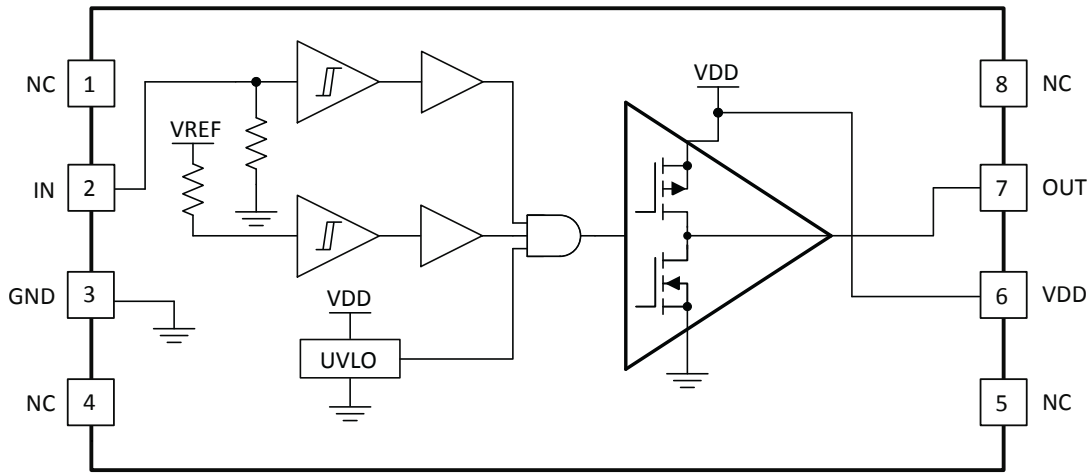 NC 1
8 NC
VDD
VREF
IN 2
7 OUT
GND 3
VDD
6 VDD
UVLO
NC 4
5 NC